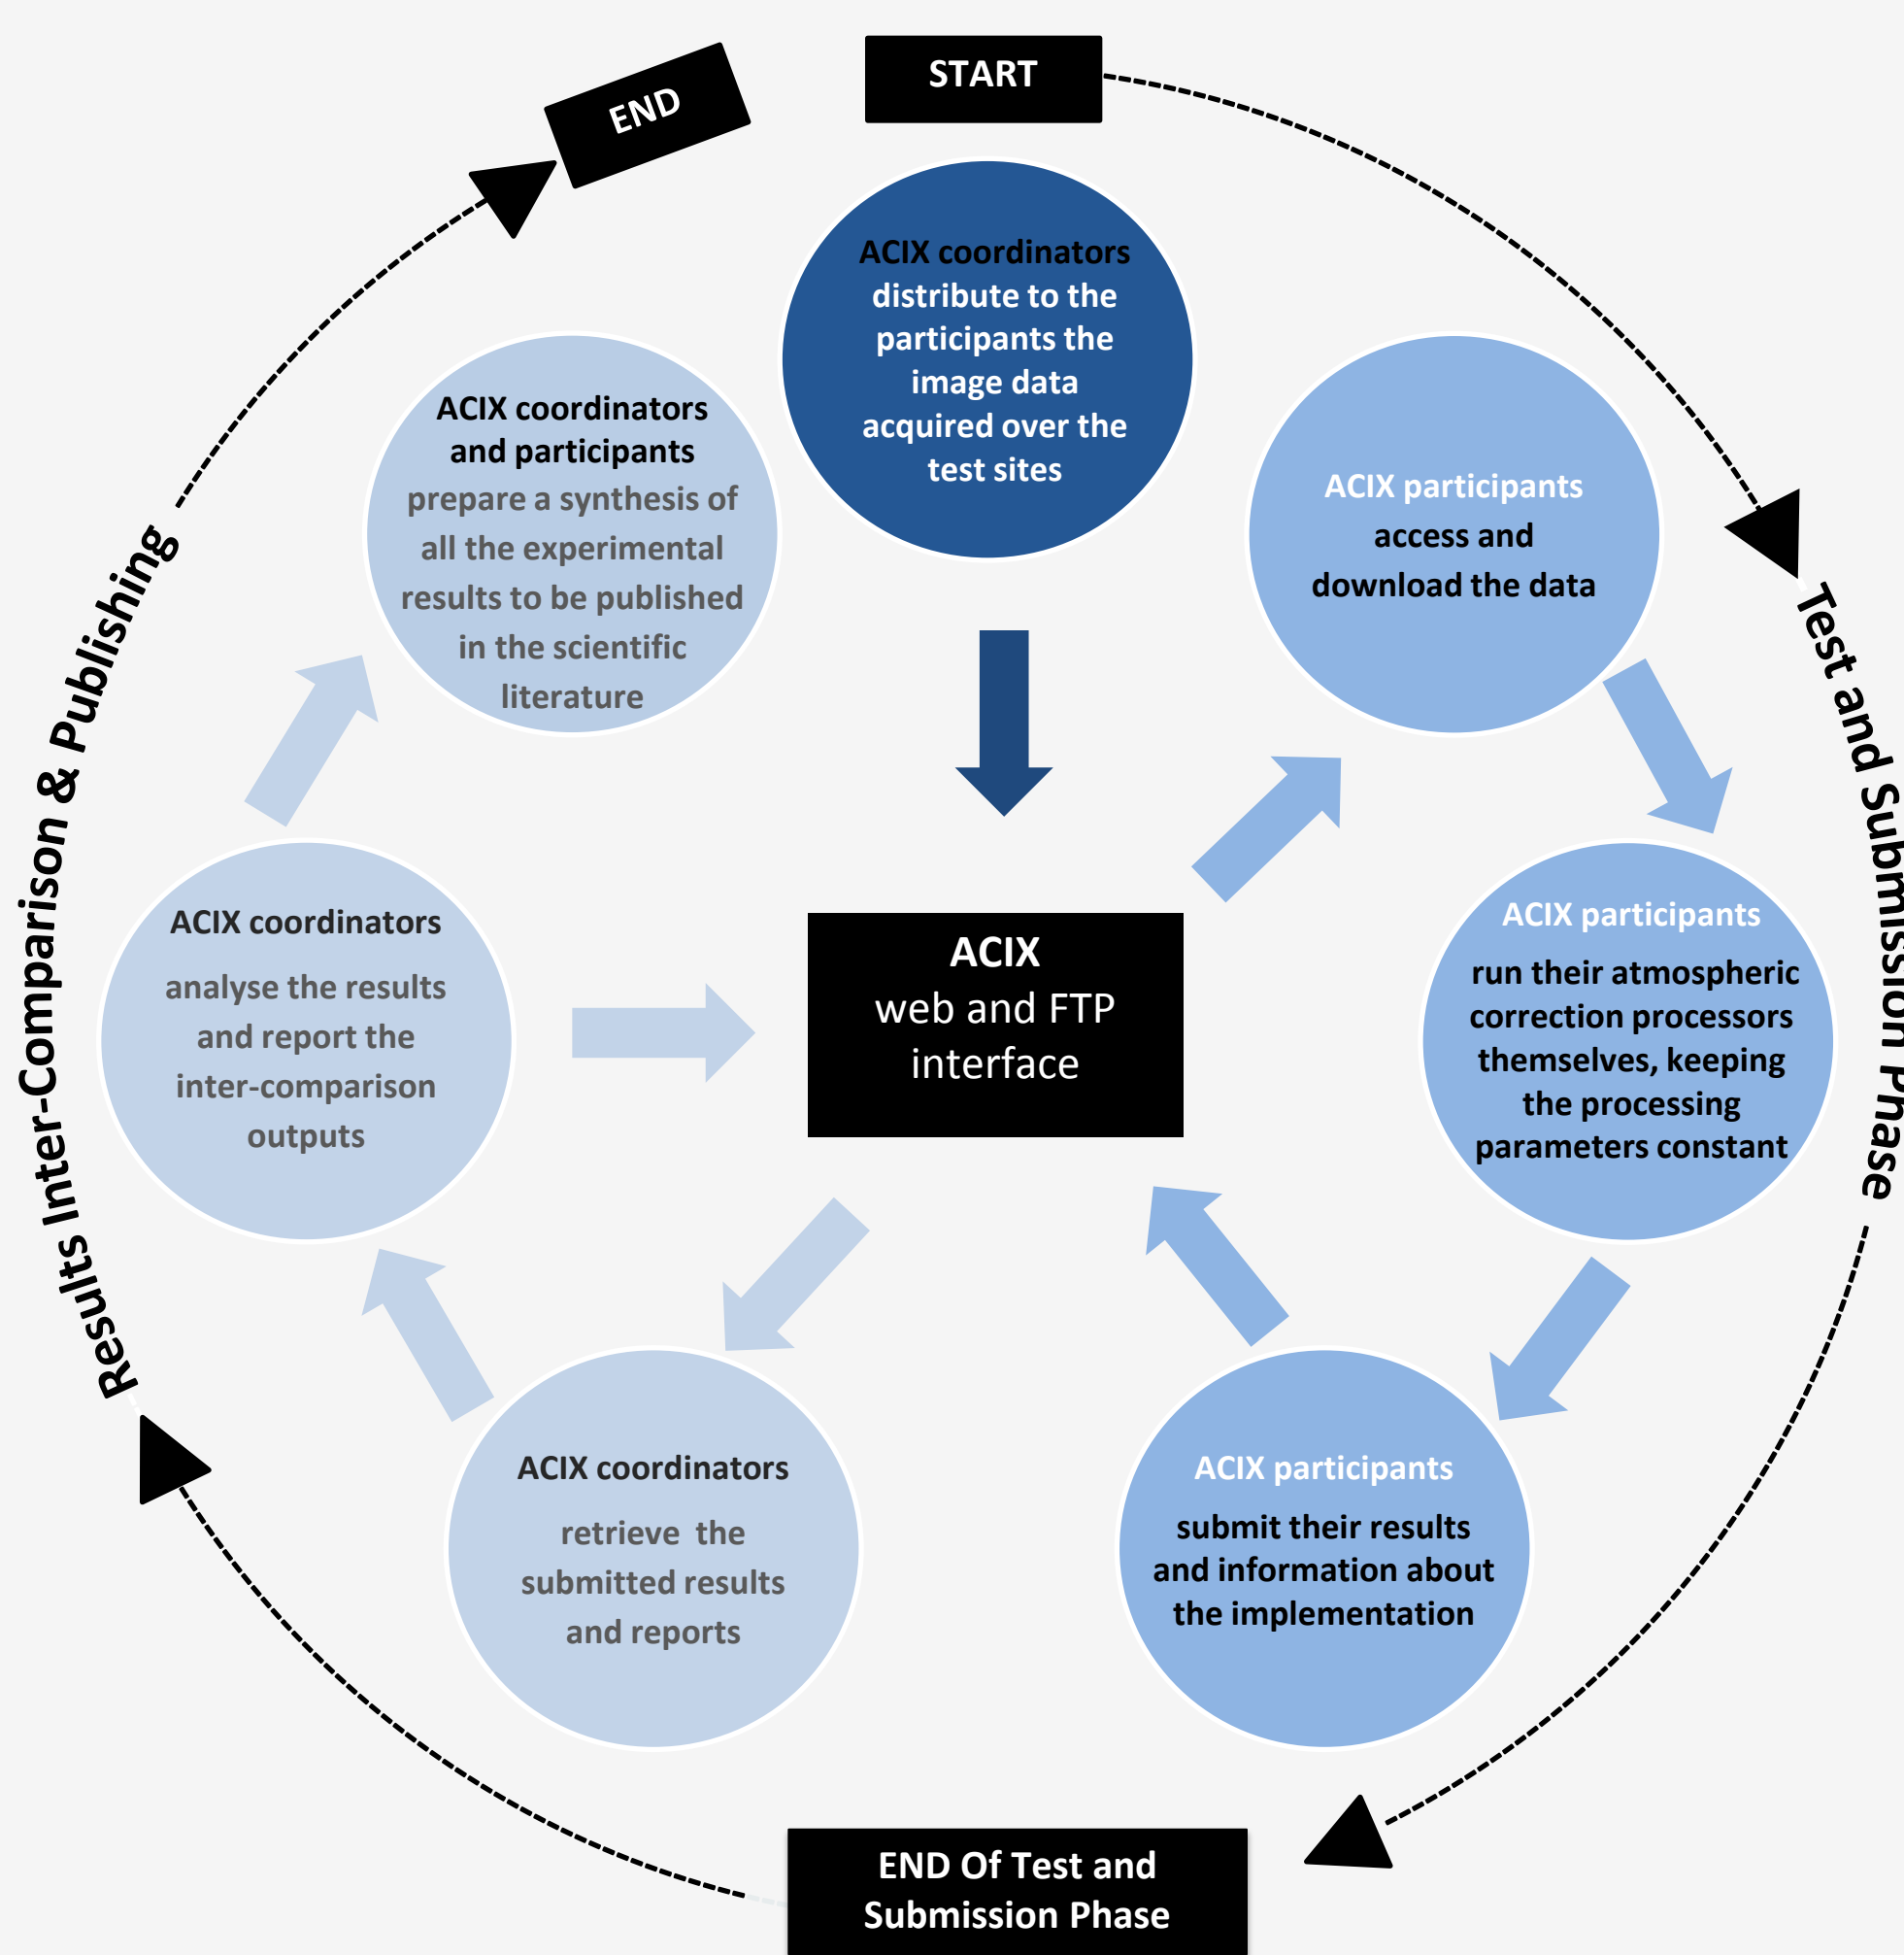 START
END
ACIX coordinators
distribute to the
participants the
image data
acquired over the
test sites
ACIX participants
access and
download the data
ACIX participants
run their atmospheric
correction processors
themselves, keeping
the processing
parameters constant
ACIX participants
submit their results
and information about
the implementation
ACIX
web and FTP
interface
ACIX coordinators
retrieve the
submitted results
and reports
ACIX coordinators
analyse the results
and report the
inter-comparison
outputs
ACIX coordinators
and participants
prepare a synthesis of
all the experimental
results to be published
in the scientific
literature
Test and Submission Phase
END Of Test and
Submission Phase
Results Inter-Comparison & Publishing